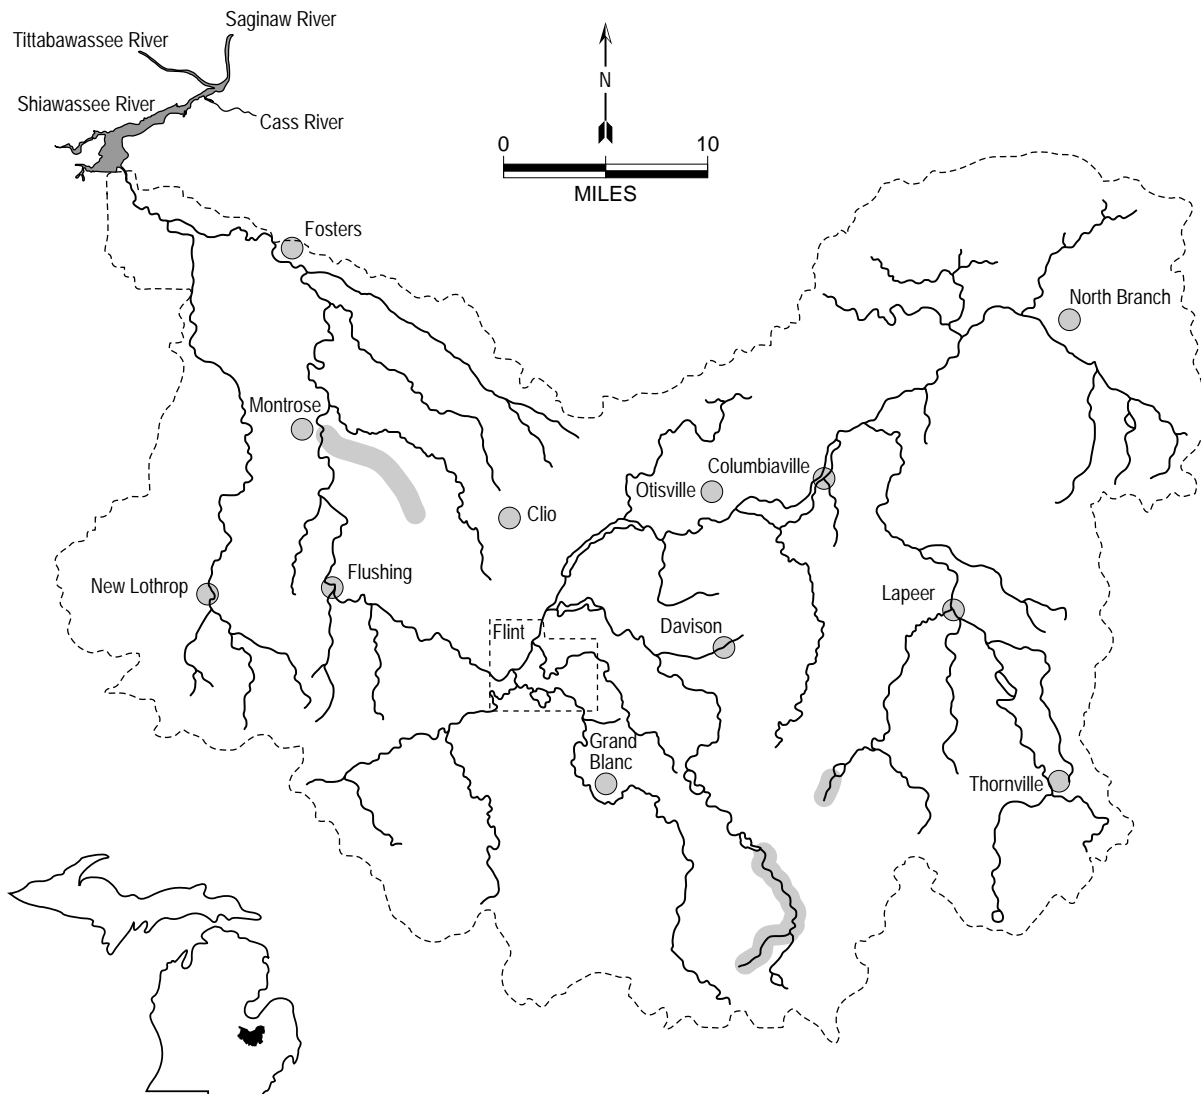 Saginaw River
Tittabawassee River
Shiawassee River
Cass River
N
0 10
MILES
Fosters
North Branch
Montrose
Columbiaville
Otisville
Clio
New Lothrop
Flushing
Lapeer
Flint
Davison
Grand
Blanc
Thornville